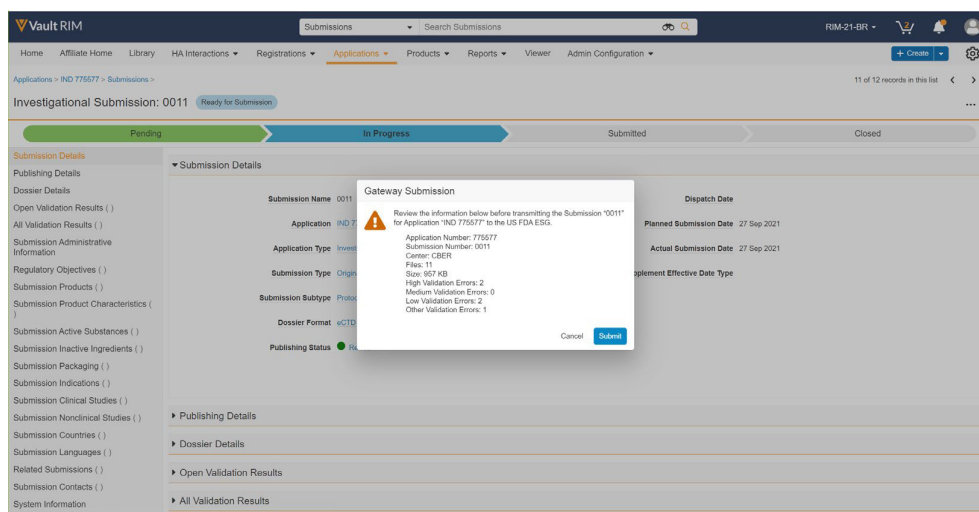 Vault RIM
Submissions
Search Submissions
RIM-21-BR
2
Home Affiliate Home Library HA Interactions Registrations Applications Products Reports Viewer Admin Configuration
+ Create
Applications > IND 775577 > Submissions >
11 of 12 records in this list
Investigational Submission: 0011 Ready for Submission
Pending In Progress Submitted Closed
Submission Details
Publishing Details
Dossier Details
Open Validation Results ( )
All Validation Results ( )
Submission Administrative
Information
Regulatory Objectives ( )
Submission Products ( )
Submission Product Characteristics (
)
Submission Active Substances ( )
Submission Inactive Ingredients ( )
Submission Packaging ( )
Submission Indications ( )
Submission Clinical Studies ( )
Submission Nonclinical Studies ( )
Submission Countries ( )
Submission Languages ( )
Related Submissions ( )
Submission Contacts ( )
System Information
Submission Details
Submission Name 0011
Application IND 7
Application Type
Submission Type
Submission Subtype
Dossier Format eCTD
Publishing Status
Dispatch Date
Planned Submission Date 27 Sep 2021
Actual Submission Date 27 Sep 2021
Effective Date Type
Gateway Submission
Review the information below before transmitting the Submission "0011"
for Application "IND 775577" to the US FDA ESG.
Application Number: 775577
Submission Number: 0011
Center: CBER
Files: 11
Size: 957 KB
High Validation Errors: 2
Medium Validation Errors: 0
Low Validation Errors: 2
Other Validation Errors: 1
Cancel Submit
Publishing Details
Dossier Details
Open Validation Results
All Validation Results